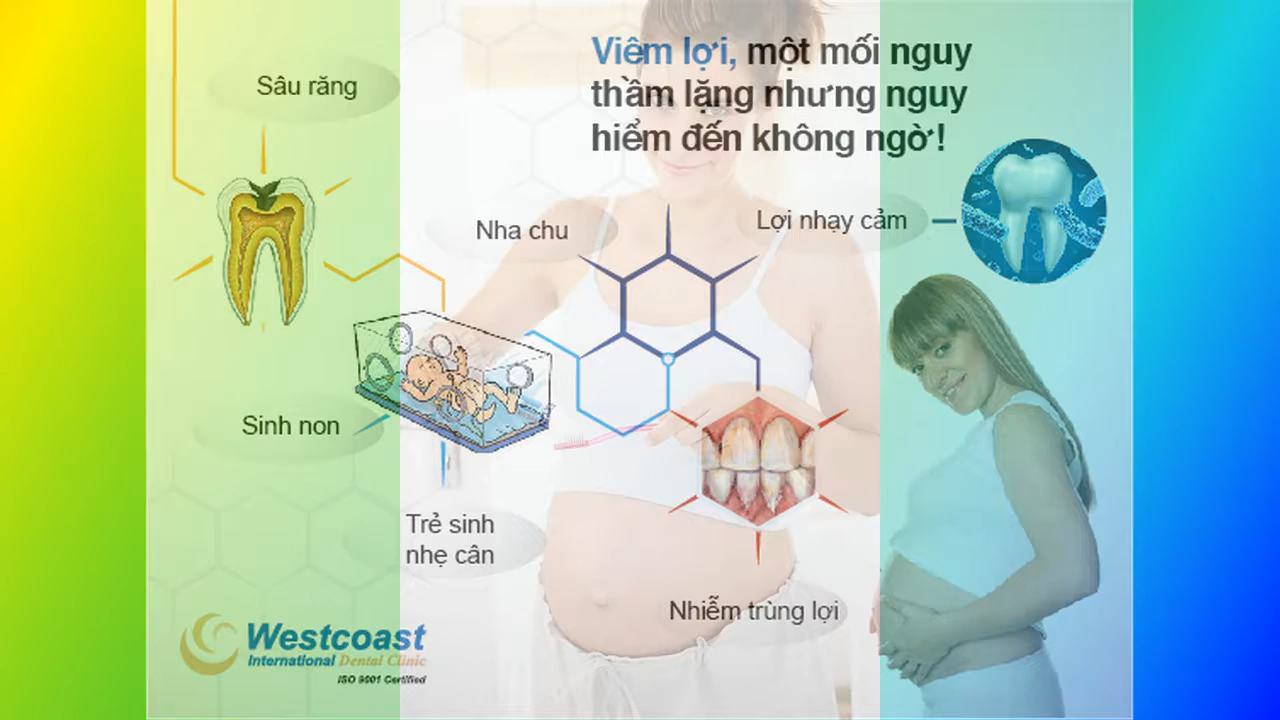 Viêm lợi, một mối nguy
thầm lặng nhưng nguy
hiểm đến không ngờ!
Sâu răng
Nha chu
Lợi nhạy cảm
Sinh non
Trẻ sinh
nhẹ cân
Nhiễm trùng lợi
Westcoast
International Dental Clinic
ISO 9001 Certified